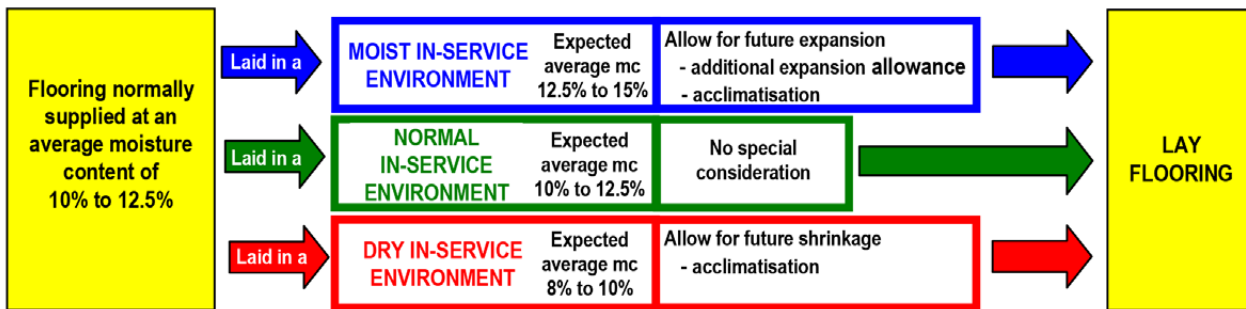 Flooring normally
supplied at an
average moisture
content of
10% to 12.5%
Laid in a
MOIST IN-SERVICE
ENVIRONMENT
Expected
average mc
12.5% to 15%
Allow for future expansion
- additional expansion allowance
- acclimatisation
Laid in a
NORMAL
IN-SERVICE
ENVIRONMENT
Expected
average mc
10% to 12.5%
No special
consideration
Laid in a
DRY IN-SERVICE
ENVIRONMENT
Expected
average mc
8% to 10%
Allow for future shrinkage
- acclimatisation
LAY
FLOORING